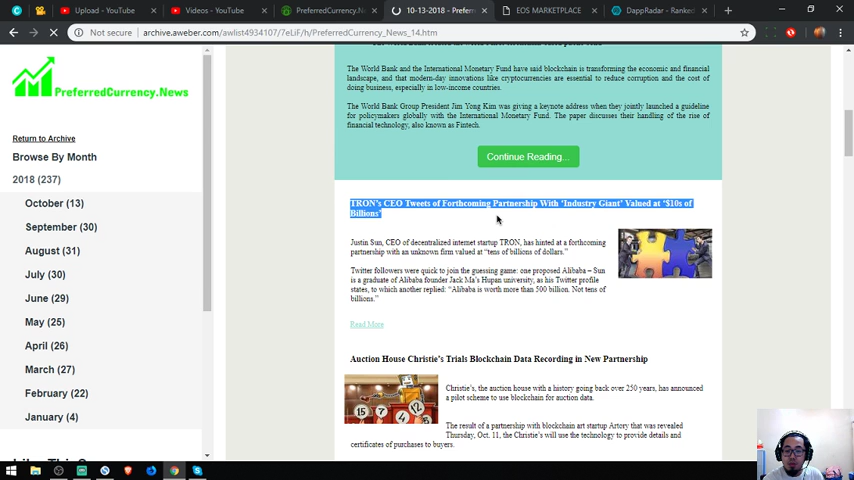 Upload - YouTube
Videos - YouTube
PreferredCurrency.N
10-13-2018 - Prefer
EOS MARKETPLACE
DappRadar - Ranked
Not secure
archive.aweber.com/awlist4934107/7eLiF/h/PreferredCurrency_News_14.htm
PreferredCurrency.News
Return to Archive
Browse By Month
2018 (237)
October (13)
September (30)
August (31)
July (30)
June (29)
May (25)
April (26)
March (27)
February (22)
January (4)
The World Bank and the International Monetary Fund have said blockchain is transforming the economic and financial
landscape, and that modern-day innovations like cryptocurrencies are essential to reduce corruption and the cost of
doing business, especially in low-income countries.
The World Bank Group President Jim Yong Kim was giving a keynote address when they jointly launched a guideline
for policymakers globally with the International Monetary Fund. The paper discusses their handling of the rise of
financial technology, also known as Fintech.
Continue Reading...
TRON's CEO Tweets of Forthcoming Partnership With 'Industry Giant' Valued at '$10s of
Billions'
Justin Sun, CEO of decentralized internet startup TRON, has hinted at a forthcoming
partnership with an unknown firm valued at "tens of billions of dollars."
Twitter followers were quick to join the guessing game: one proposed Alibaba – Sun
is a graduate of Alibaba founder Jack Ma's Hupan university, as his Twitter profile
states, to which another replied: "Alibaba is worth more than 500 billion. Not tens of
billions."
Read More
Auction House Christie's Trials Blockchain Data Recording in New Partnership
15
7
4
12
Christie's, the auction house with a history going back over 250 years, has announced
a pilot scheme to use blockchain for auction data.
The result of a partnership with blockchain art startup Artory that was revealed
Thursday, Oct. 11, the Christie's will use the technology to provide details and
certificates of purchases to buyers.
5:49 PM